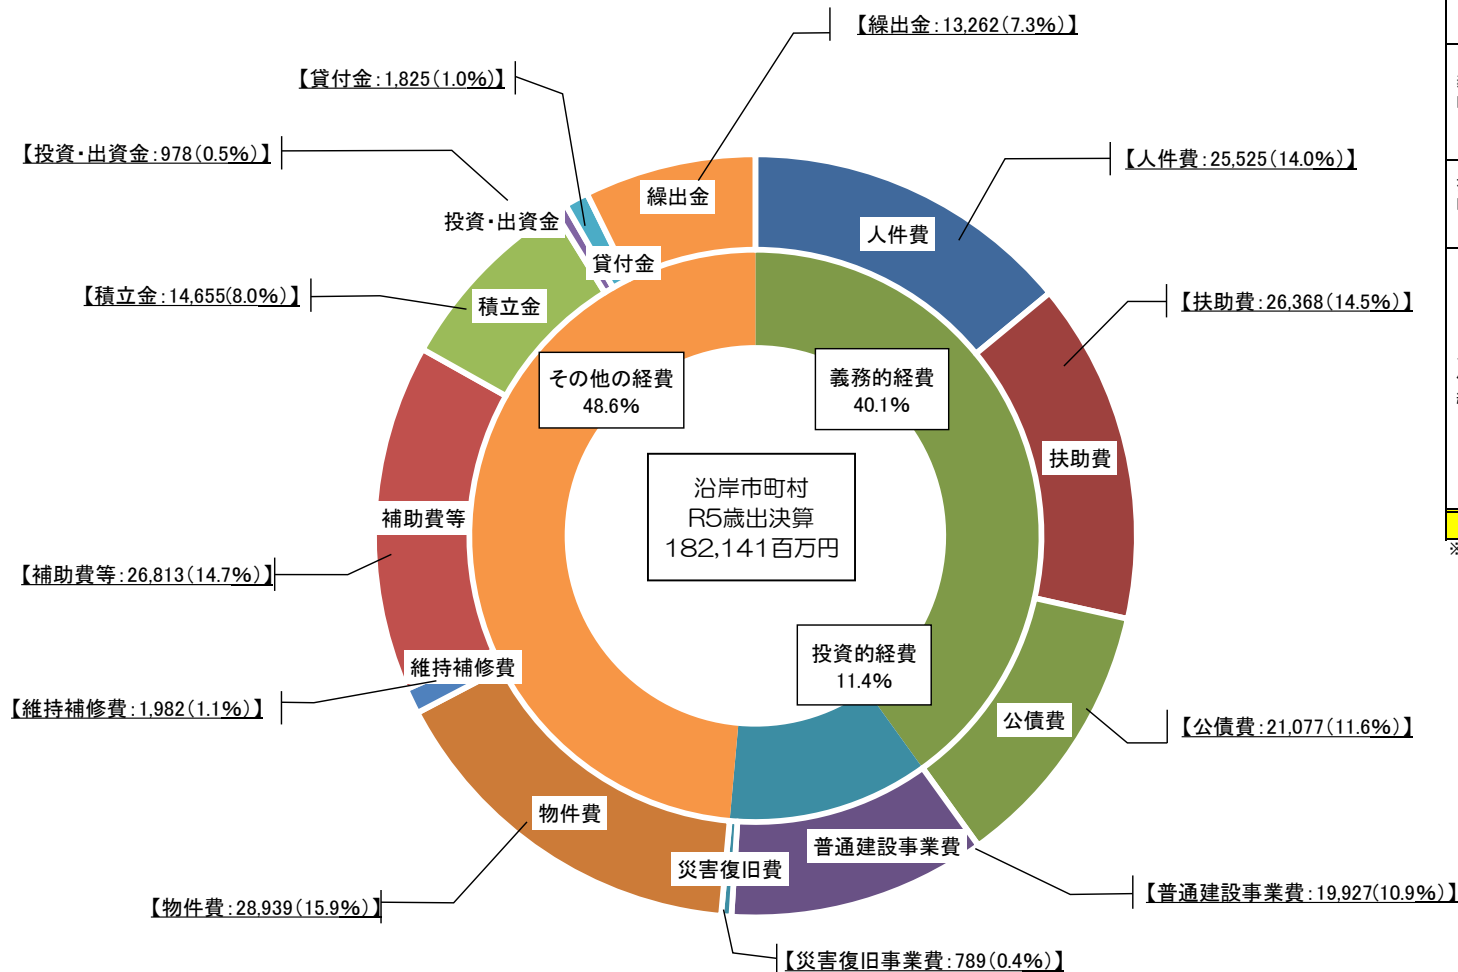 【繰出金:13,262(7.3%)】
【貸付金:1,825(1.0%)】
【投資・出資金:978(0.5%)】
【人件費:25,525(14.0%)】
繰出金
投資・出資金
人件費
貸付金
【積立金:14,655(8.0%)】
積立金
【扶助費:26,368(14.5%)】
その他の経費
48.6%
義務的経費
40.1%
扶助費
沿岸市町村
R5歳出決算
182,141百万円
補助費等
※
【補助費等:26,813(14.7%)】
投資的経費
11.4%
維持補修費
【維持補修費:1,982(1.1%)】
公債費
【公債費:21,077(11.6%)】
物件費
普通建設事業費
災害復旧費
【普通建設事業費:19,927(10.9%)】
【物件費:28,939(15.9%)】
【災害復旧事業費:789(0.4%)】